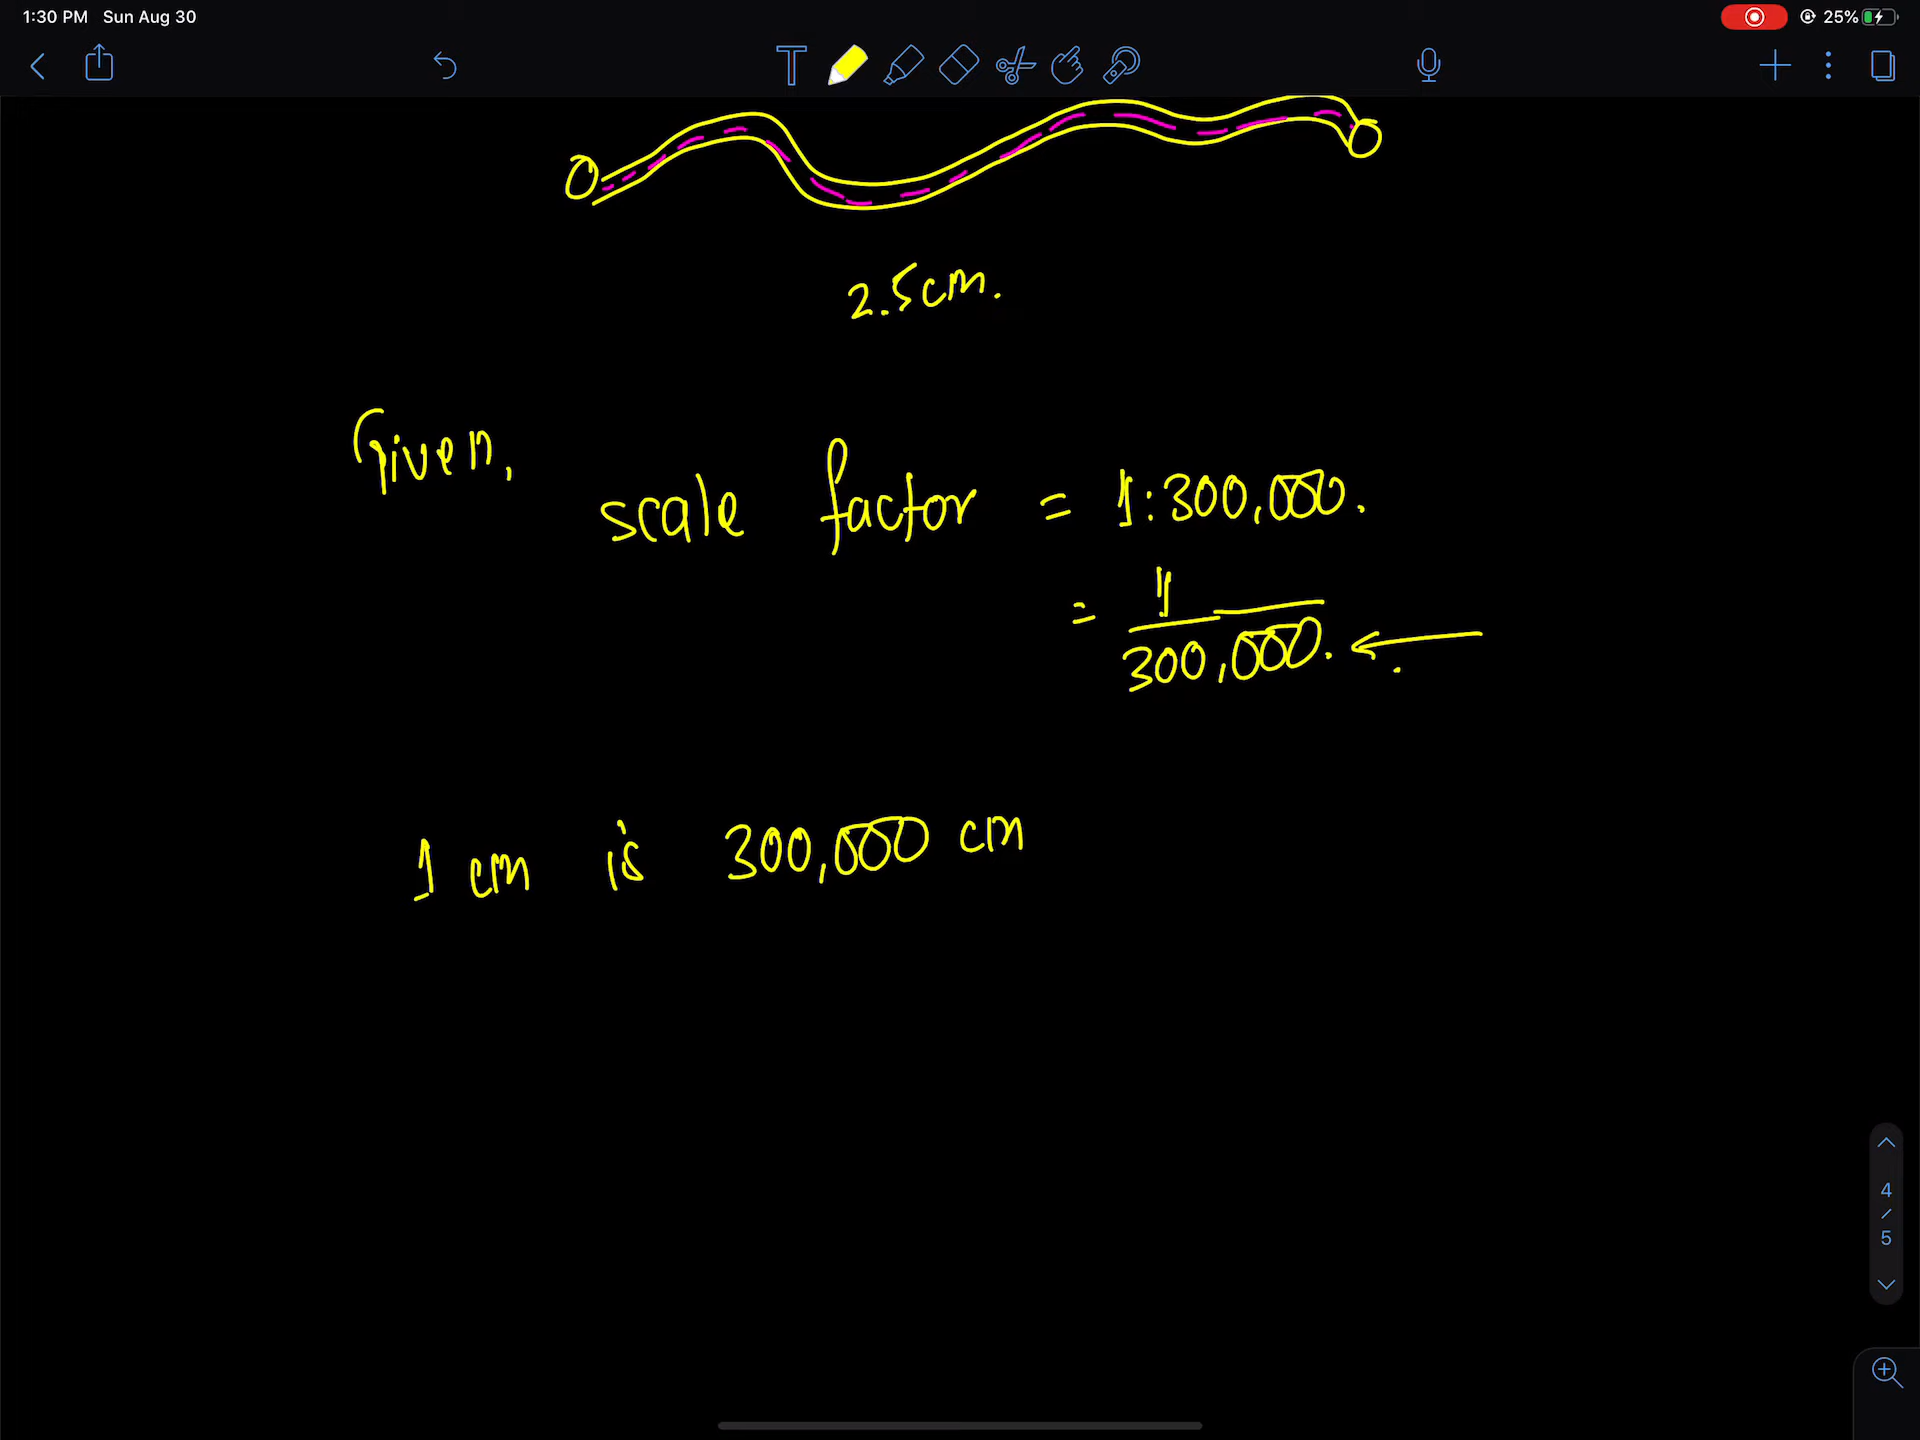 1:30 PM Sun Aug 30
25%
T
2.5cm.
Given,
scale factor = 1:300,000.
= 1/300,000.
1 cm is 300,000 cm
4
/
5